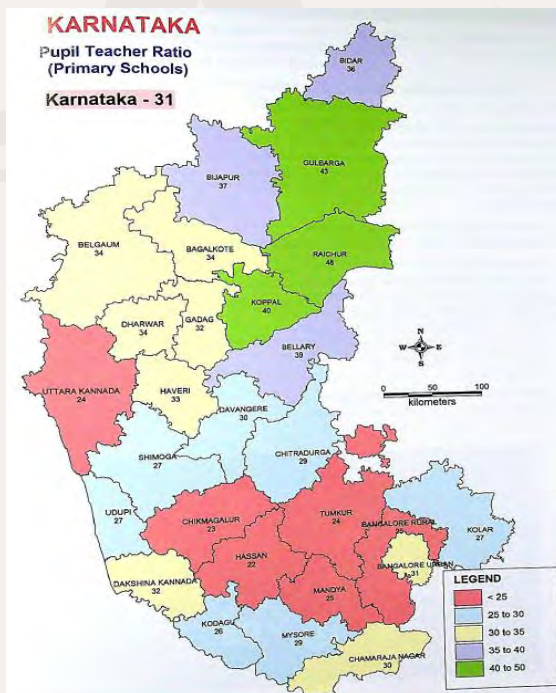 KARNATAKA
Pupil Teacher Ratio
(Primary Schools)
Karnataka - 31
BIDAR
36
GULBARGA
43
BIJAPUR
37
BELGAUM
34
BAGALKOTE
34
RAICHUR
48
KOPPAL
40
GADAG
32
DHARWAR
34
BELLARY
39
UTTARA KANNADA
24
HAVERI
33
DAVANGERE
30
N
W E
S
0 50 100
kilometers
SHIMOGA
27
CHITRADURGA
29
UDUPI
27
CHIKMAGALUR
23
TUMKUR
24
BANGALORE RURAL
25
KOLAR
27
HASSAN
22
BANGALORE URBAN
31
DAKSHINA KANNADA
32
MANDYA
25
KODAGU
26
MYSORE
29
CHAMARAJA NAGAR
30
LEGEND
< 25
25 to 30
30 to 35
35 to 40
40 to 50